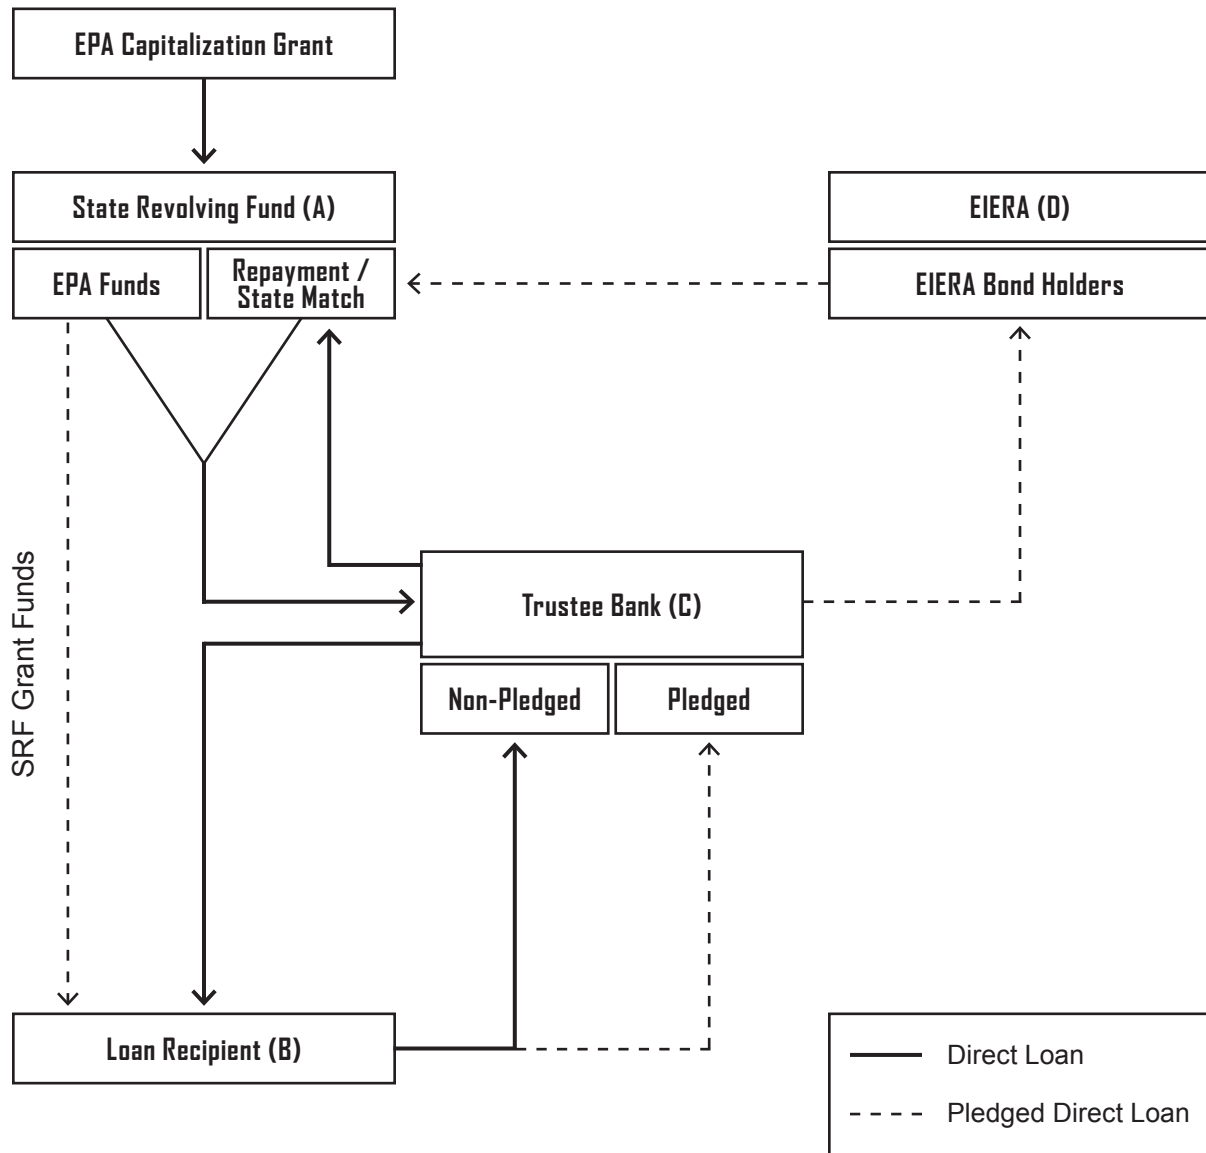 EPA Capitalization Grant
State Revolving Fund (A)
EPA Funds
Repayment /
State Match
EIERA (D)
EIERA Bond Holders
SRF Grant Funds
Trustee Bank (C)
Non-Pledged
Pledged
Loan Recipient (B)
Direct Loan
Pledged Direct Loan